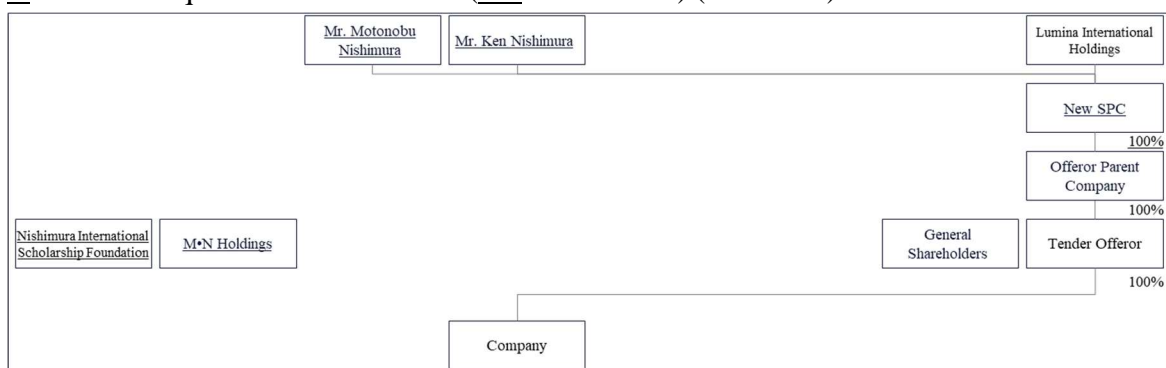 Mr. Motonobu
Nishimura
Mr. Ken Nishimura
Lumina International
Holdings
New SPC
100%
Offeror Parent
Company
100%
Nishimura International
Scholarship Foundation
M•N Holdings
General
Shareholders
Tender Offeror
100%
Company